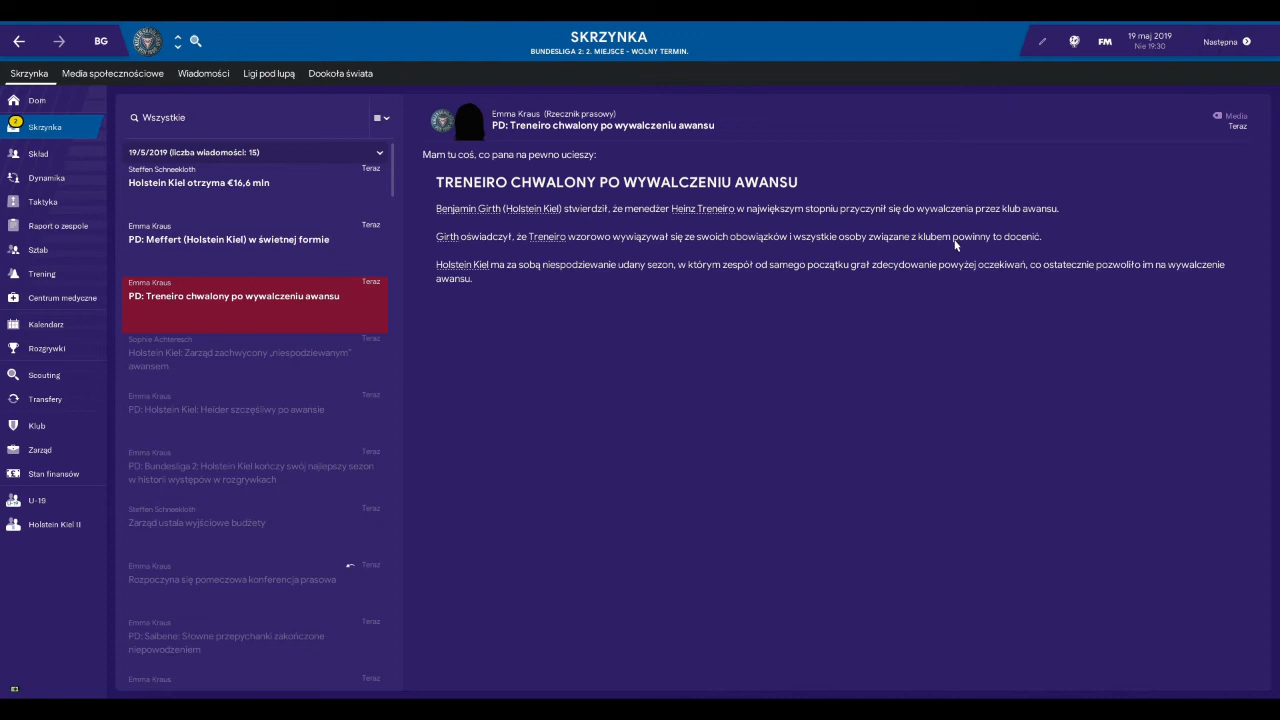 BG
SKRZYNKA
BUNDESLIGA 2: 2. MIEJSCE - WOLNY TERMIN.
FM
19 maj 2019
Nie 19:30
Następna
Skrzynka
Media społecznościowe
Wiadomości
Ligi pod lupą
Dookoła świata
Dom
2
Skrzynka
Skład
Dynamika
Taktyka
Raport o zespole
Sztab
Trening
Centrum medyczne
Kalendarz
Rozgrywki
Scouting
Transfery
Klub
Zarząd
Stan finansów
U-19
Holstein Kiel II
Wszystkie
19/5/2019 (liczba wiadomości: 15)
Steffen Schneekloth Teraz
Holstein Kiel otrzyma €16,6 mln
Emma Kraus Teraz
PD: Meffert (Holstein Kiel) w świetnej formie
Emma Kraus Teraz
PD: Treneiro chwalony po wywalczeniu awansu
Sophie Achteresch Teraz
Holstein Kiel: Zarząd zachwycony „niespodziewanym”
awansem
Emma Kraus Teraz
PD: Holstein Kiel: Heider szczęśliwy po awansie
Emma Kraus Teraz
PD: Bundesliga 2: Holstein Kiel kończy swój najlepszy sezon
w historii występów w rozgrywkach
Steffen Schneekloth Teraz
Zarząd ustala wyjściowe budżety
Emma Kraus Teraz
Rozpoczyna się pomeczowa konferencja prasowa
Emma Kraus Teraz
PD: Saibene: Słowne przepychanki zakończone
niepowodzeniem
Emma Kraus Teraz
Emma Kraus (Rzecznik prasowy)
PD: Treneiro chwalony po wywalczeniu awansu
Media
Teraz
Mam tu coś, co pana na pewno ucieszy:
TRENEIRO CHWALONY PO WYWALCZENIU AWANSU
Benjamin Girth (Holstein Kiel) stwierdził, że menedżer Heinz Treneiro w największym stopniu przyczynił się do wywalczenia przez klub awansu.
Girth oświadczył, że Treneiro wzorowo wywiązywał się ze swoich obowiązków i wszystkie osoby związane z klubem powinny to docenić.
Holstein Kiel ma za sobą niespodziewanie udany sezon, w którym zespół od samego początku grał zdecydowanie powyżej oczekiwań, co ostatecznie pozwoliło im na wywalczenie
awansu.